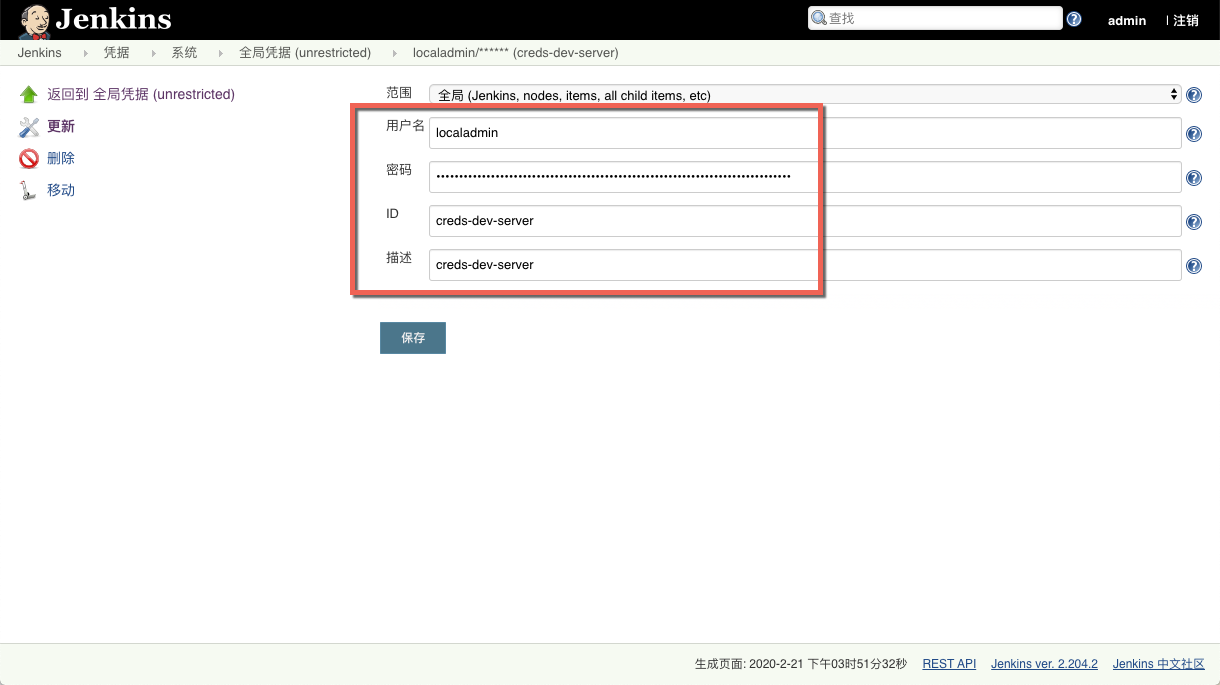 Jenkins
查找
admin
注销
Jenkins 凭据 系统 全局凭据 (unrestricted) localadmin/****** (creds-dev-server)
返回到 全局凭据 (unrestricted)
更新
删除
移动
范围 全局 (Jenkins, nodes, items, all child items, etc)
用户名 localadmin
密码 ••••••••••••••••••••••••••••••••••••••••••••••••••••••••••••••••••••••••••••••
ID creds-dev-server
描述 creds-dev-server
保存
生成页面: 2020-2-21 下午03时51分32秒 REST API Jenkins ver. 2.204.2 Jenkins 中文社区